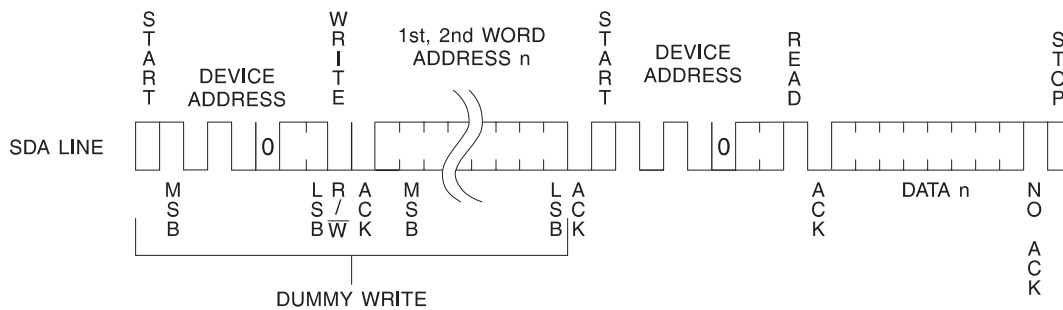 START
WRITE
1st, 2nd WORD
ADDRESS n
START
READ
STOP
DEVICE
ADDRESS
DEVICE
ADDRESS
SDA LINE
0
0
MSB
LSB
R/W
ACK
MSB
LSB
ACK
ACK
DATA n
NO ACK
DUMMY WRITE